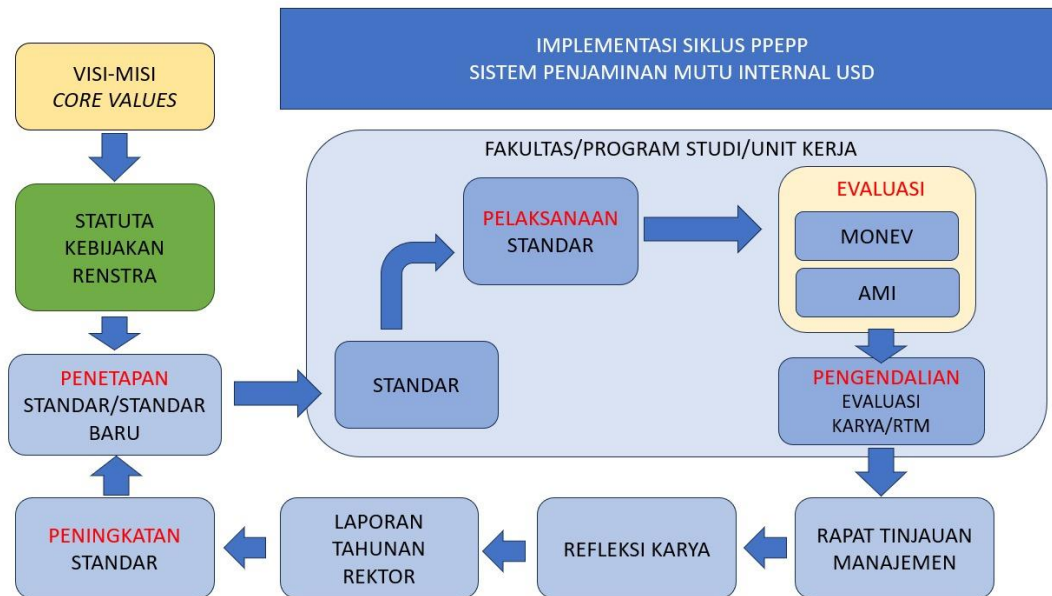 IMPLEMENTASI SIKLUS PPEPP
SISTEM PENJAMINAN MUTU INTERNAL USD
VISI-MISI
CORE VALUES
STATUTA
KEBIJAKAN
RENSTRA
PENETAPAN
STANDAR/STANDAR
BARU
FAKULTAS/PROGRAM STUDI/UNIT KERJA
STANDAR
PELAKSANAAN
STANDAR
EVALUASI
MONEV
AMI
PENGENDALIAN
EVALUASI
KARYA/RTM
RAPAT TINJAUAN
MANAJEMEN
REFLEKSI KARYA
LAPORAN
TAHUNAN
REKTOR
PENINGKATAN
STANDAR